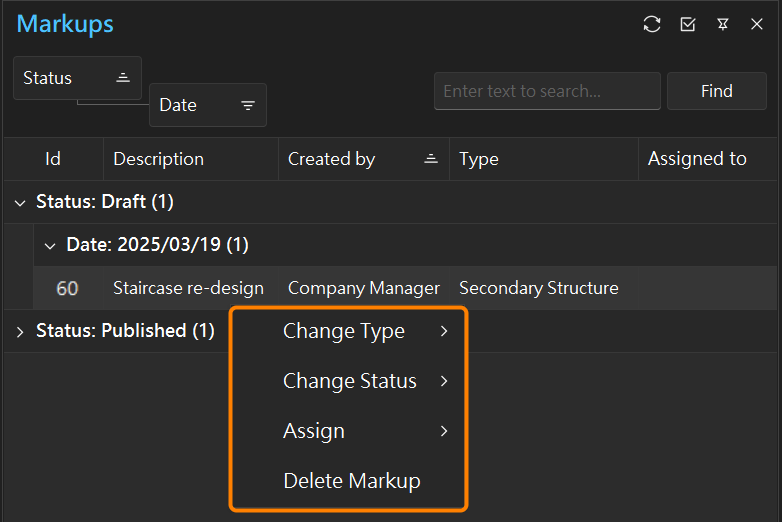 Markups
Status
Date
Enter text to search...
Find
Id Description Created by Type Assigned to
Status: Draft (1)
Date: 2025/03/19 (1)
60 Staircase re-design Company Manager Secondary Structure
Status: Published (1)
Change Type
Change Status
Assign
Delete Markup